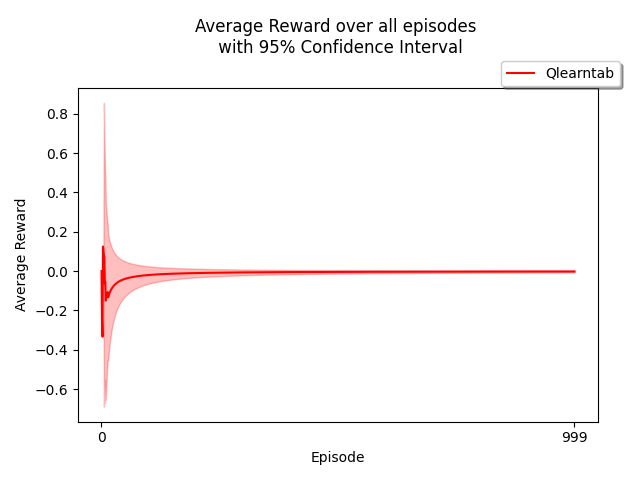 Average Reward over all episodes
with 95% Confidence Interval
Qlearntab
0.8
0.6
0.4
0.2
0.0
−0.2
−0.4
−0.6
Average Reward
0
999
Episode